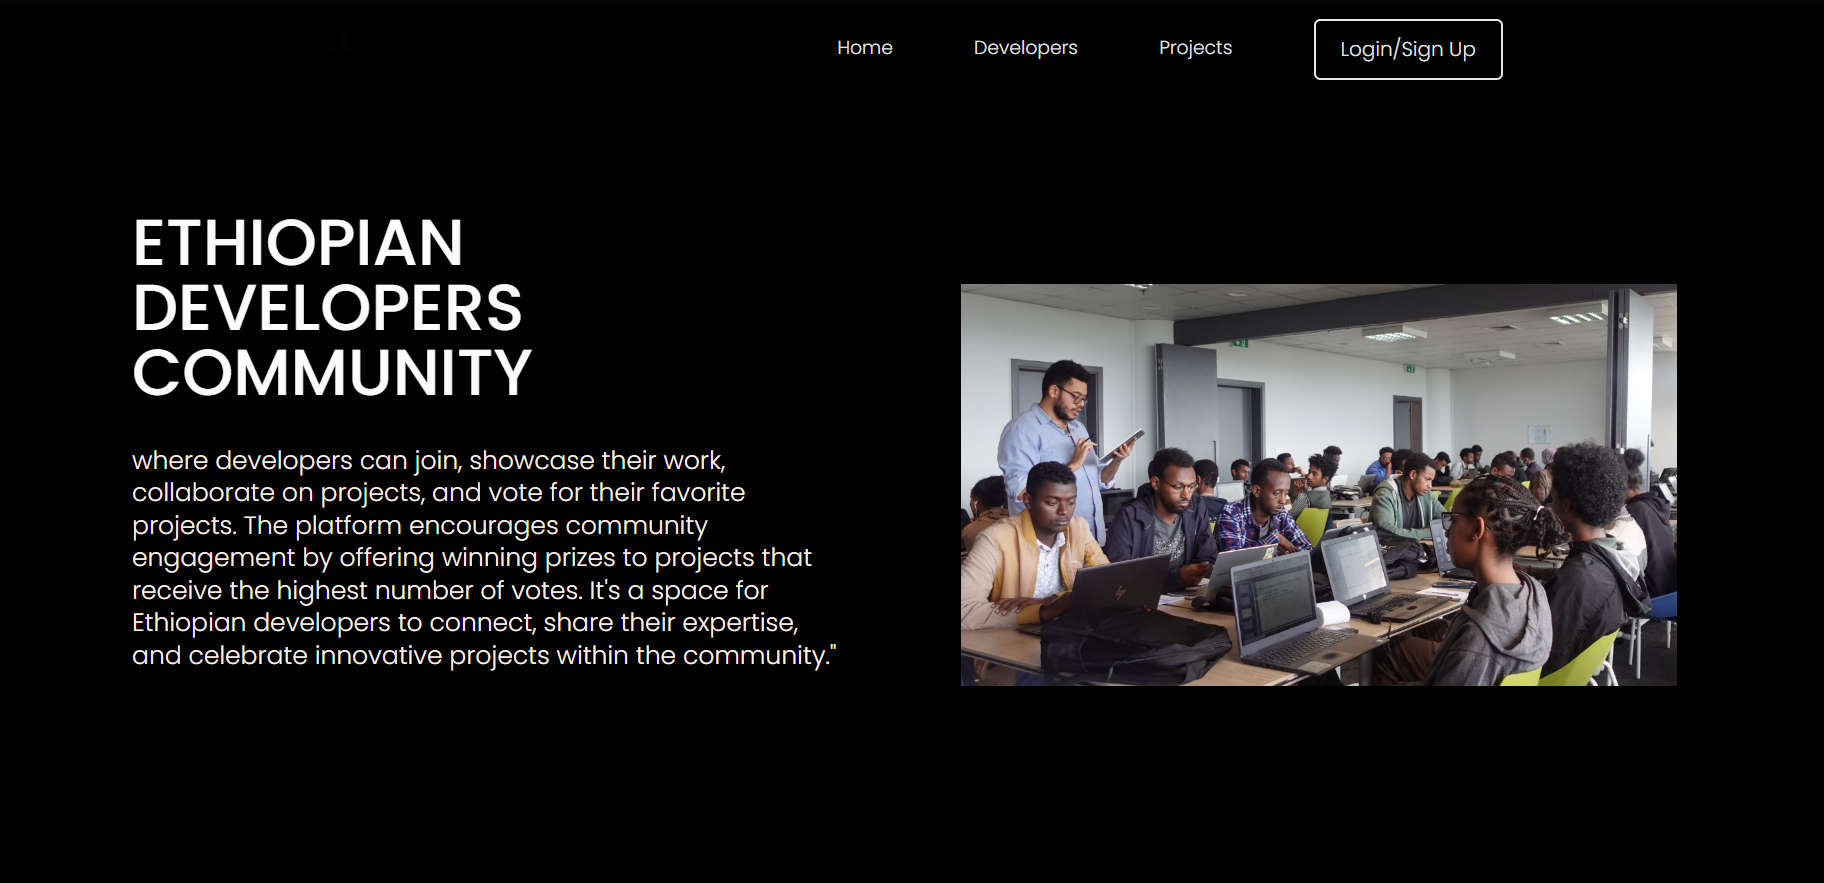 Home Developers Projects Login/Sign Up
ETHIOPIAN
DEVELOPERS
COMMUNITY
where developers can join, showcase their work,
collaborate on projects, and vote for their favorite
projects. The platform encourages community
engagement by offering winning prizes to projects that
receive the highest number of votes. It's a space for
Ethiopian developers to connect, share their expertise,
and celebrate innovative projects within the community."